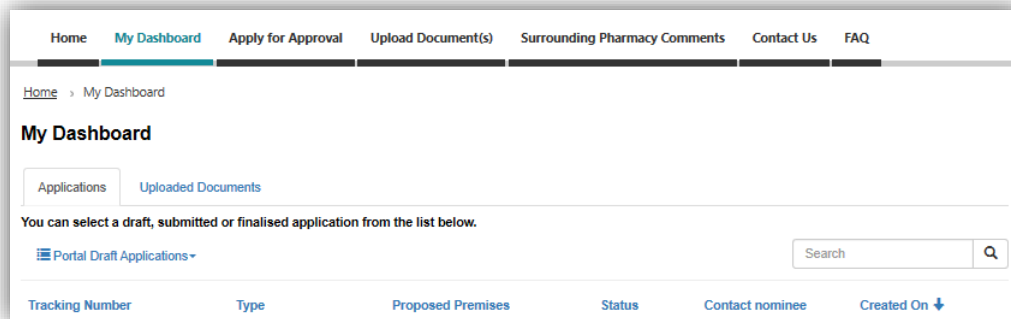 Home My Dashboard Apply for Approval Upload Document(s) Surrounding Pharmacy Comments Contact Us FAQ
Home › My Dashboard
My Dashboard
Applications Uploaded Documents
You can select a draft, submitted or finalised application from the list below.
Portal Draft Applications Search
Tracking Number Type Proposed Premises Status Contact nominee Created On